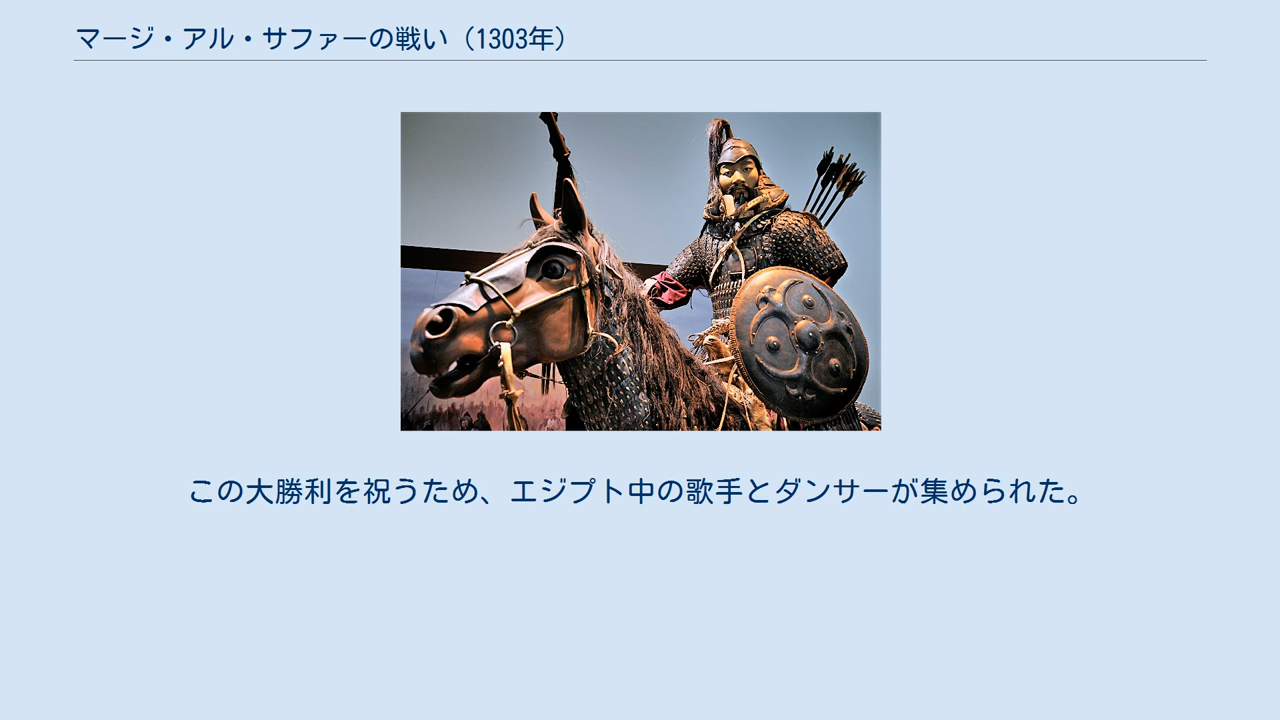 マージ・アル・サファーの戦い（1303年）
この大勝利を祝うため、エジプト中の歌手とダンサーが集められた。